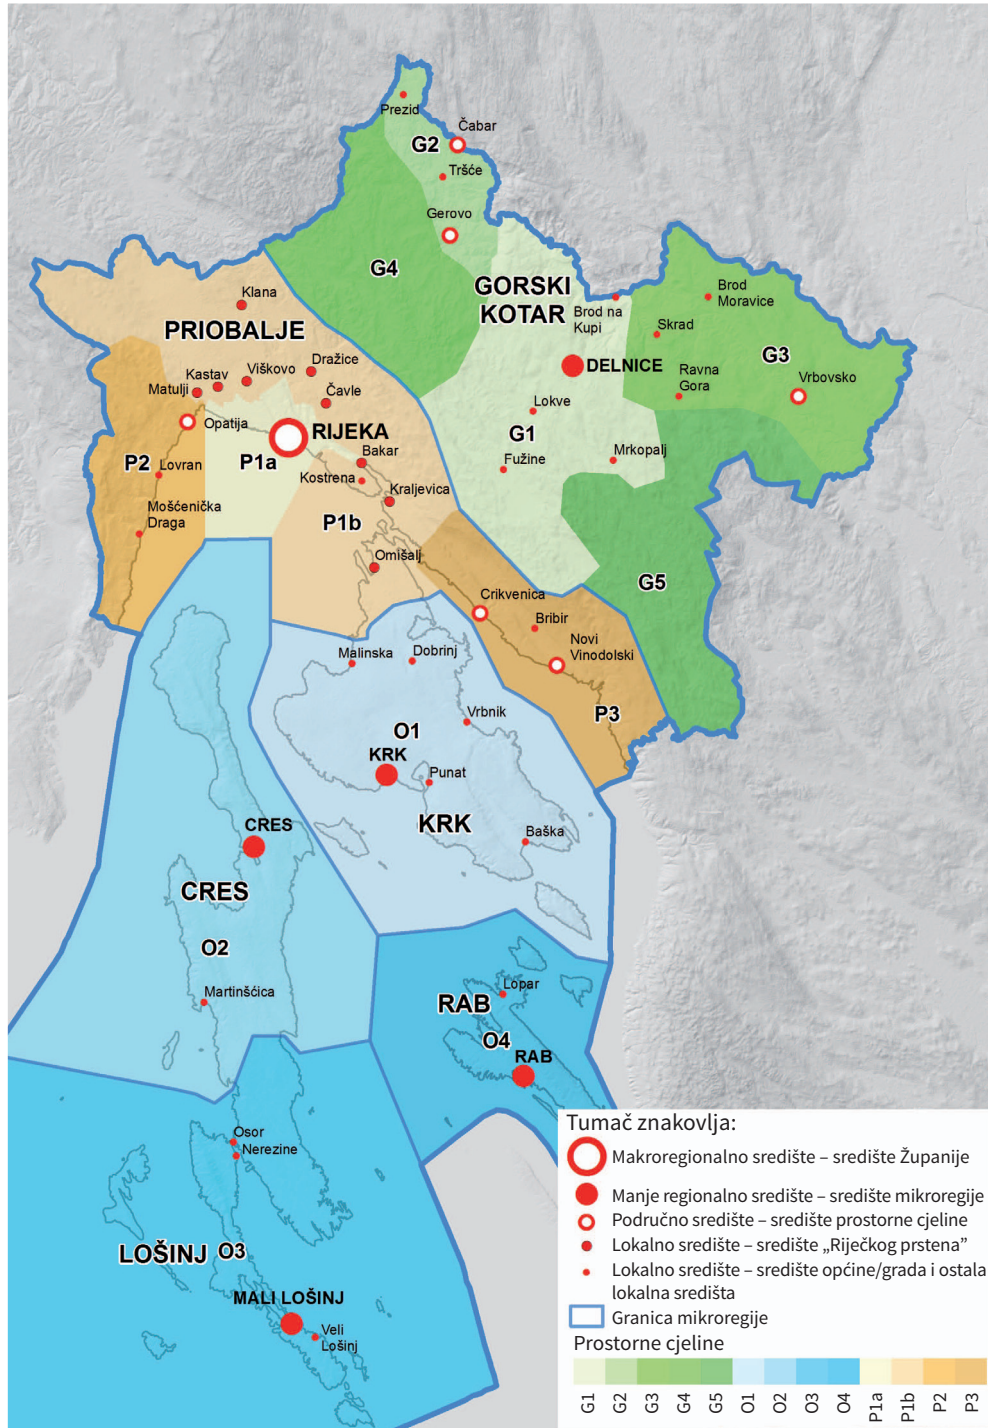 Prezid
Čabar
G2
Tršće
Gerovo
G4
GORSKI
KOTAR
Brod na
Kupi
Brod
Moravice
Skrad
G3
Klana
PRIOBALJE
Dražice
Viškovo
Kastav
Matulji
Čavle
DELNICE
Ravna
Gora
Vrbovsko
Opatija
RIJEKA
Lokve
G1
P2
Lovran
P1a
Bakar
Kostrena
Fužine
Mrkopalj
Mošćenička
Draga
P1b
Kraljevica
Omišalj
G5
Crikvenica
Bribir
Novi
Vinodolski
Malinska
Dobrinj
P3
Vrbnik
O1
KRK
Punat
KRK
Baška
CRES
CRES
O2
Martinšćica
Lopar
RAB
O4
RAB
Osor
Nerezine
LOŠINJ
O3
MALI LOŠINJ
Veli
Lošinj
Tumač znakovlja:
Makroregionalno središte – središte Županije
Manje regionalno središte – središte mikroregije
Područno središte – središte prostorne cjeline
Lokalno središte – središte „Riječkog prstena”
Lokalno središte – središte općine/grada i ostala
lokalna središta
Granica mikroregije
Prostorne cjeline
G1 G2 G3 G4 G5 O1 O2 O3 O4 P1a P1b P2 P3